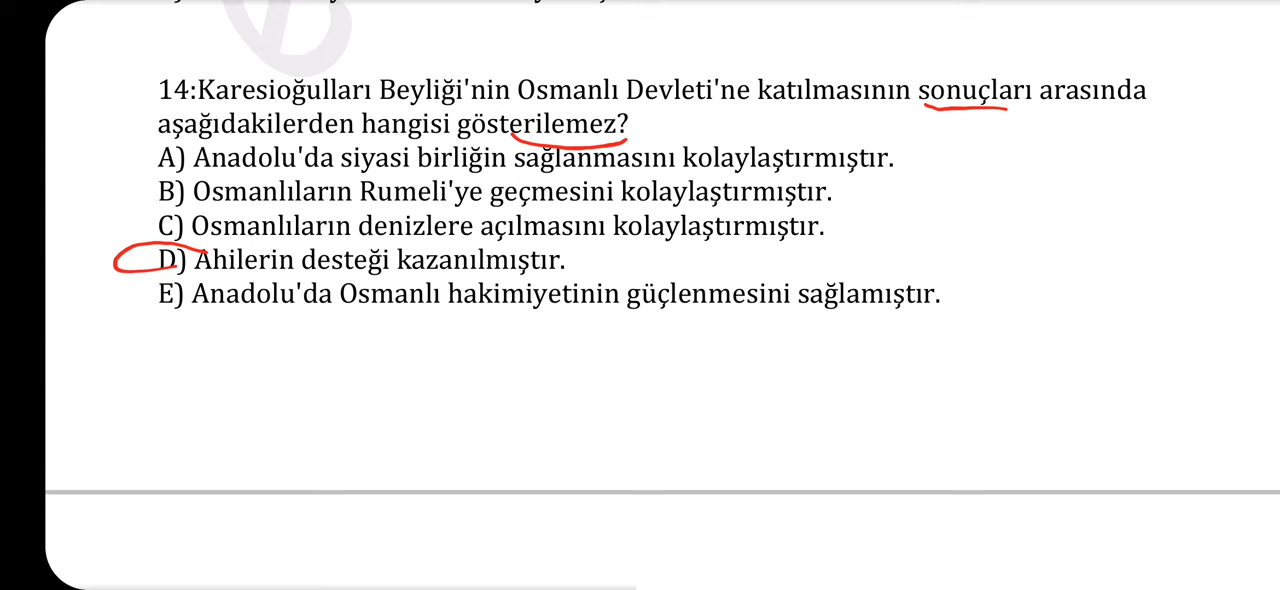 14:Karesioğulları Beyliği'nin Osmanlı Devleti'ne katılmasının sonuçları arasında
aşağıdakilerden hangisi gösterilemez?
A) Anadolu'da siyasi birliğin sağlanmasını kolaylaştırmıştır.
B) Osmanlıların Rumeli'ye geçmesini kolaylaştırmıştır.
C) Osmanlıların denizlere açılmasını kolaylaştırmıştır.
D) Ahilerin desteği kazanılmıştır.
E) Anadolu'da Osmanlı hakimiyetinin güçlenmesini sağlamıştır.